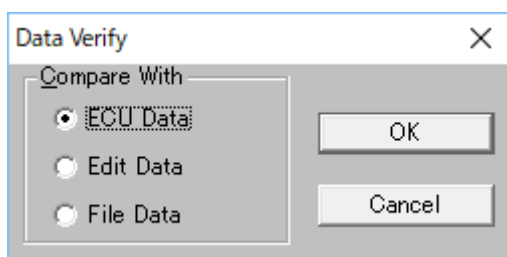 Data Verify
Compare With
ECU Data
Edit Data
File Data
OK
Cancel